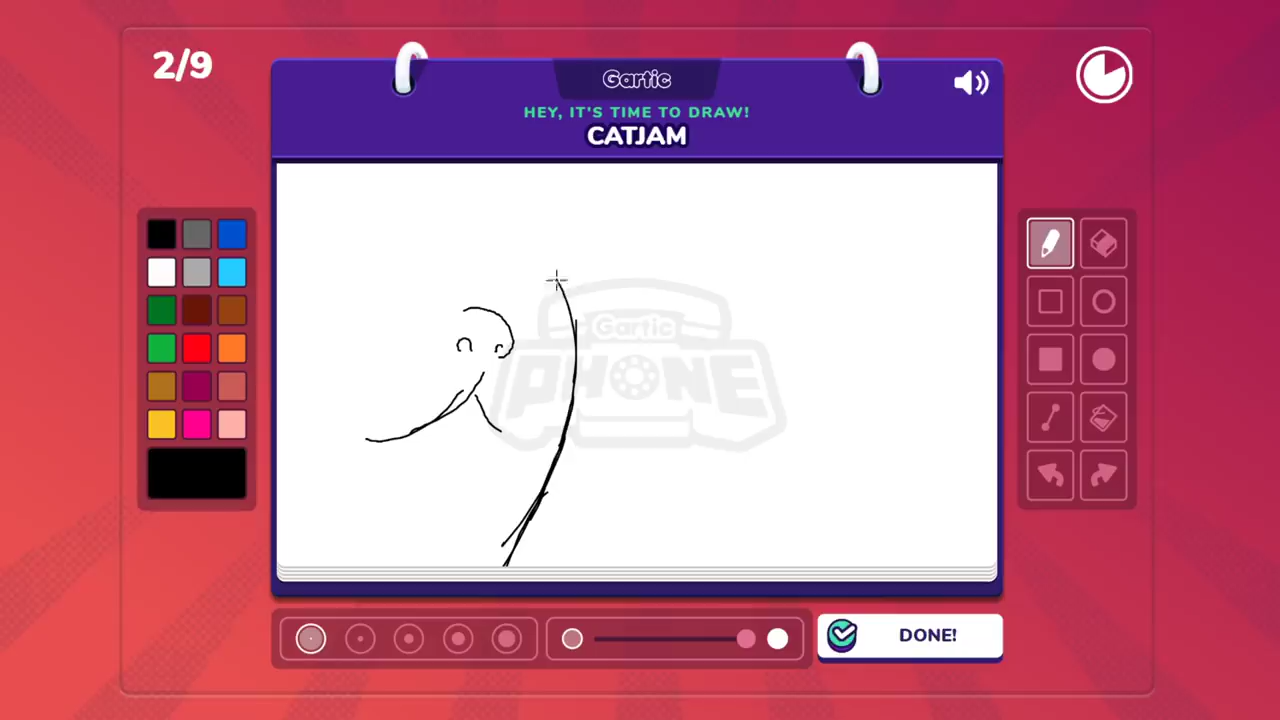 2/9
Gartic
HEY, IT'S TIME TO DRAW!
CATJAM
Gartic
PHONE
DONE!